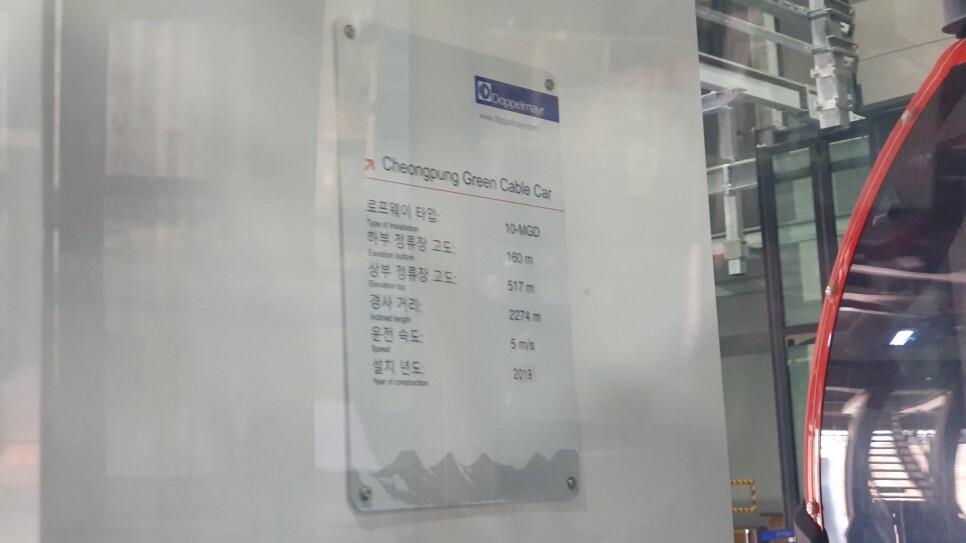 Doppelmayr
www.doppelmayr.com
Cheongpung Green Cable Car
로프웨이 타입:
Type of Installation
10-MGD
하부 정류장 고도:
Elevation bottom
160 m
상부 정류장 고도:
Elevation top
517 m
경사 거리:
Inclined length
2274 m
운전 속도:
Speed
5 m/s
설치 년도:
Year of construction
2019